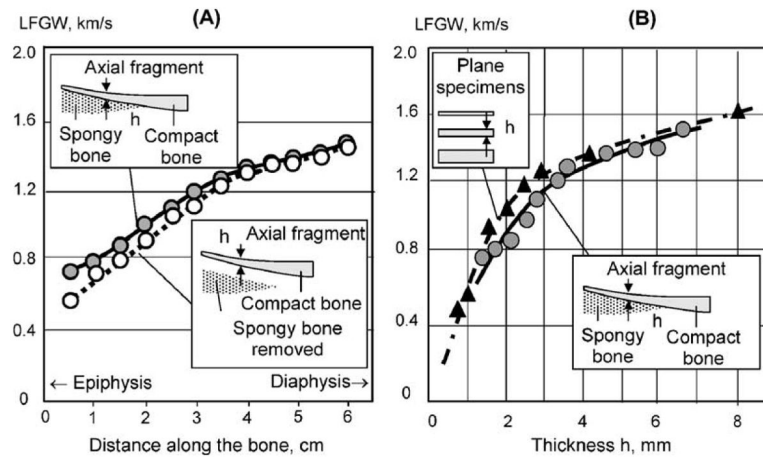 LFGW, km/s
(A)
2.0
1.6
1.2
0.8
0.4
0
Axial fragment
h
Spongy
bone
Compact
bone
Axial fragment
h
Compact bone
Spongy bone
removed
← Epiphysis
Diaphysis→
0 1 2 3 4 5 6
Distance along the bone, cm
LFGW, km/s
(B)
2.0
1.6
1.2
0.8
0.4
0
Plane
specimens
h
Axial fragment
Spongy
bone
h
Compact
bone
0 2 4 6 8
Thickness h, mm